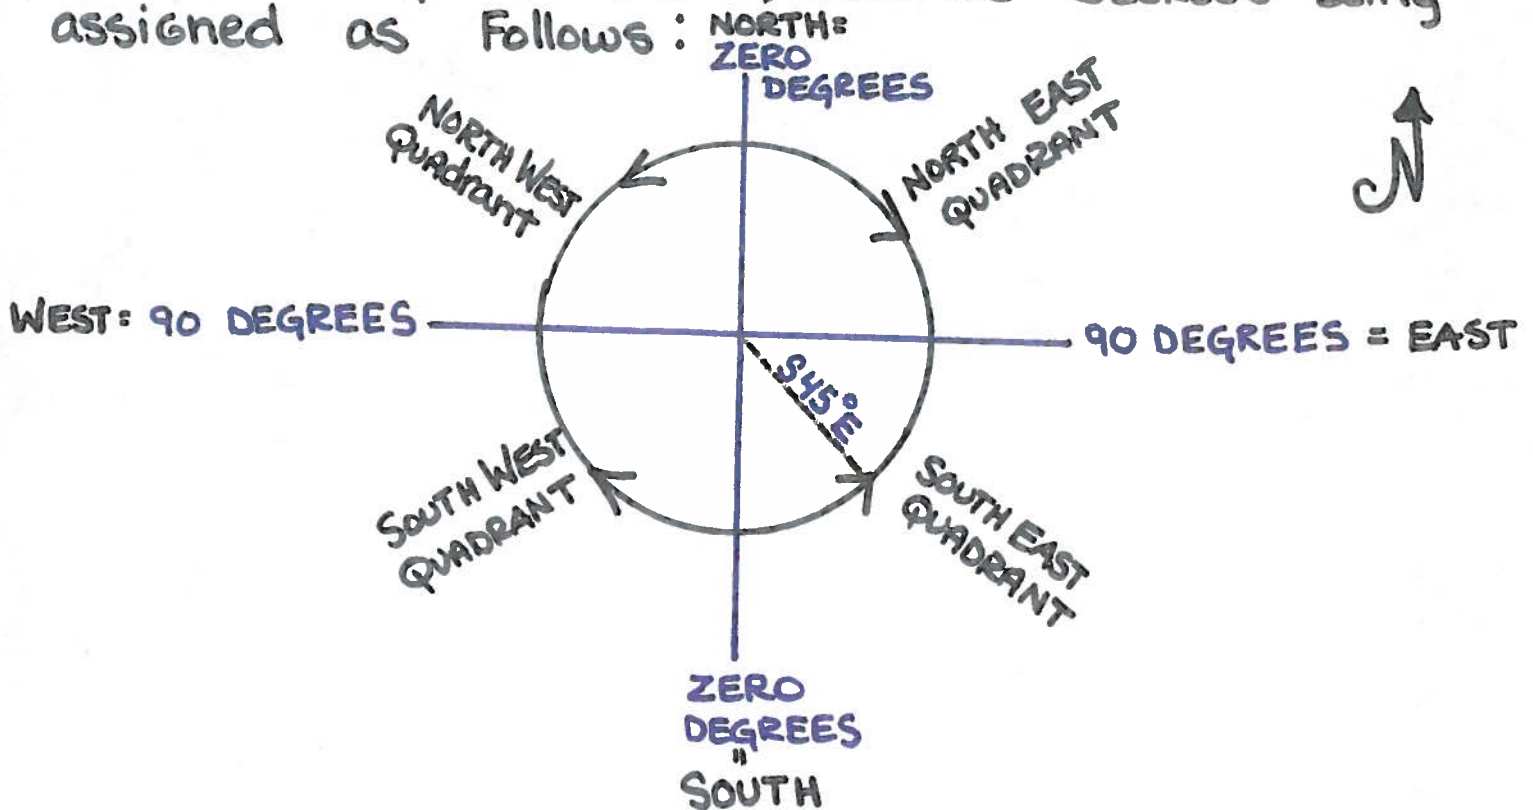 assigned as Follows:
NORTH=
ZERO
DEGREES
NORTH WEST
Quadrant
NORTH EAST
QUADRANT
N
WEST: 90 DEGREES
90 DEGREES = EAST
S45°E
SOUTH WEST
QUADRANT
SOUTH EAST
QUADRANT
ZERO
DEGREES
=
SOUTH